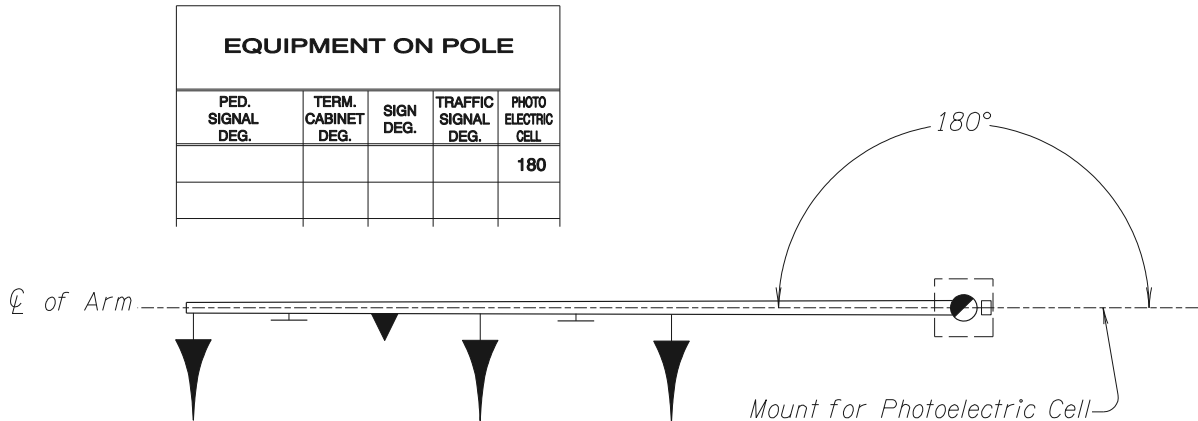 EQUIPMENT ON POLE
PED. SIGNAL DEG.
TERM. CABINET DEG.
SIGN DEG.
TRAFFIC SIGNAL DEG.
PHOTO ELECTRIC CELL
180
180°
℄ of Arm
Mount for Photoelectric Cell